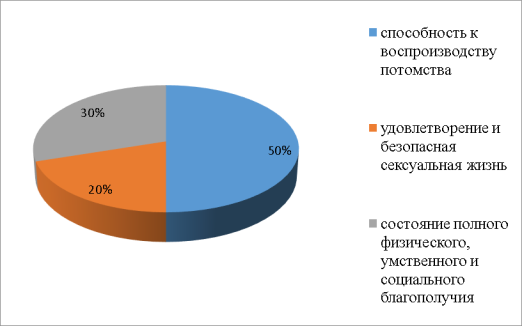 30%
50%
20%
способность к
воспроизводству
потомства
удовлетворение и
безопасная
сексуальная жизнь
состояние полного
физического,
умственного и
социального
благополучия